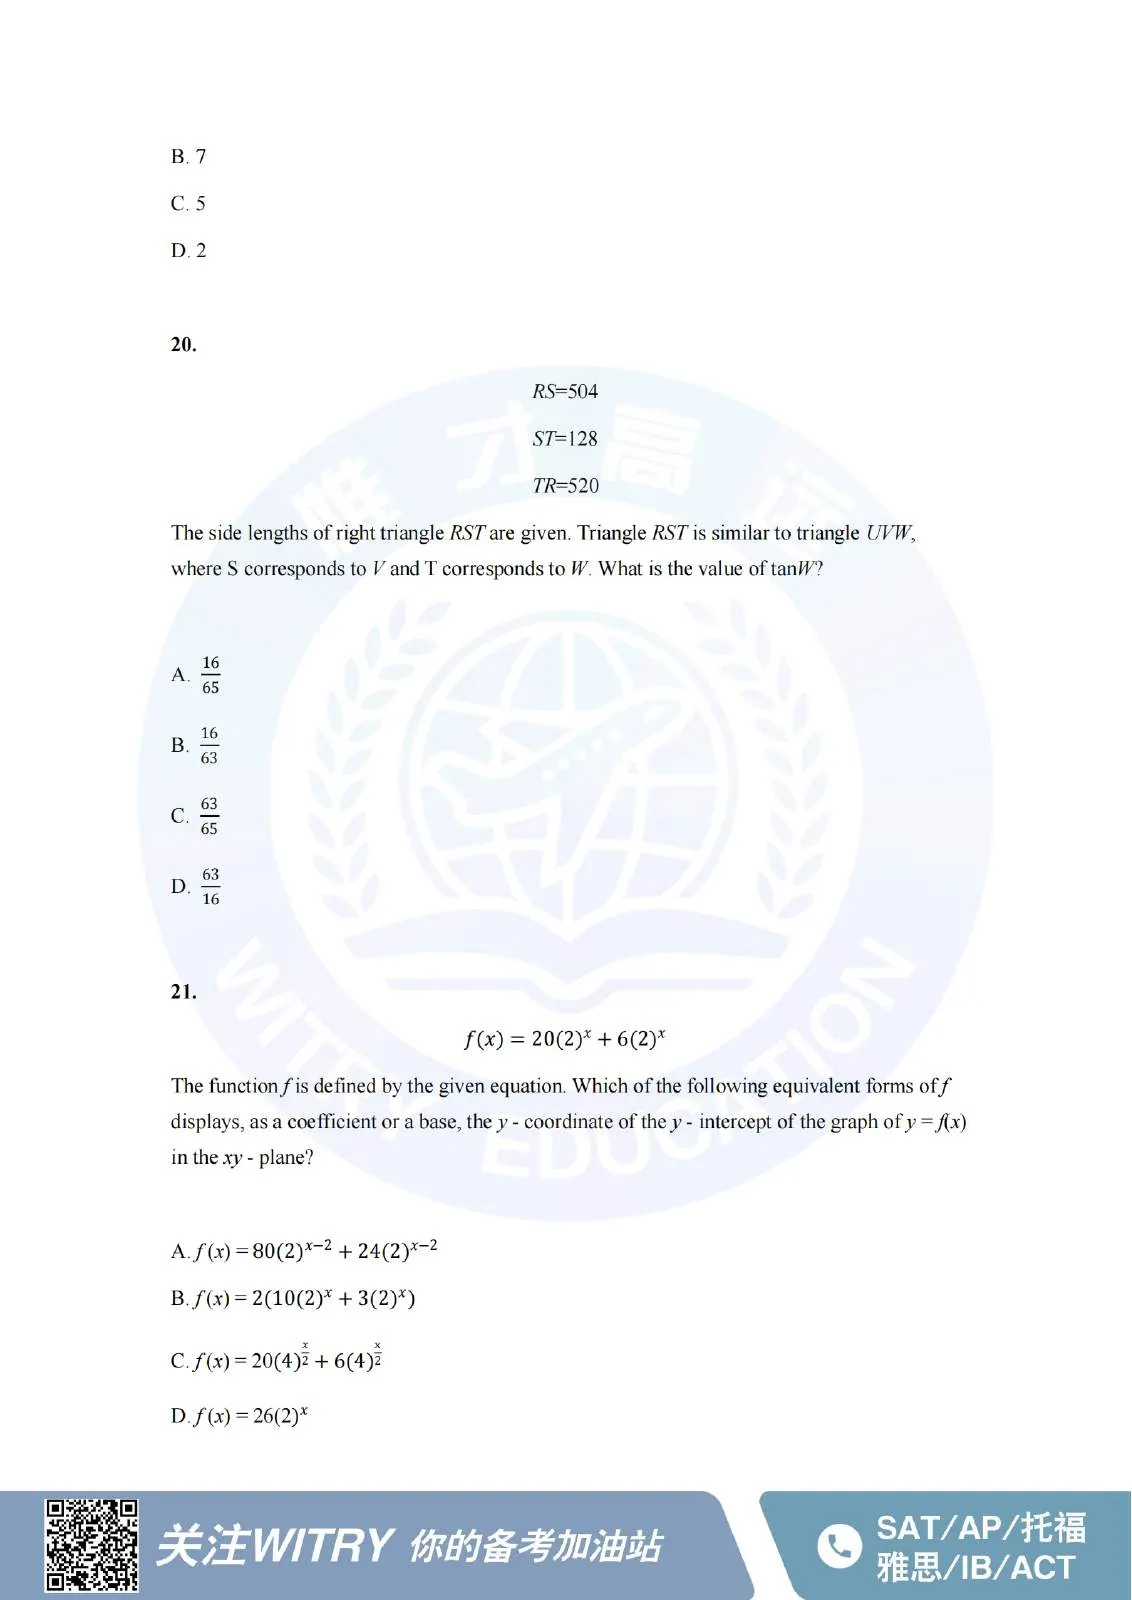 B. 7
C. 5
D. 2
20.
RS=504
ST=128
TR=520
The side lengths of right triangle RST are given. Triangle RST is similar to triangle UVW,
where S corresponds to V and T corresponds to W. What is the value of tanW?
A. 16/65
B. 16/63
C. 63/65
D. 63/16
21.
f(x) = 20(2)^x + 6(2)^x
The function f is defined by the given equation. Which of the following equivalent forms of f
displays, as a coefficient or a base, the y - coordinate of the y - intercept of the graph of y = f(x)
in the xy - plane?
A. f (x) = 80(2)^{x−2} + 24(2)^{x−2}
B. f (x) = 2(10(2)^x + 3(2)^x)
C. f (x) = 20(4)^{x/2} + 6(4)^{x/2}
D. f (x) = 26(2)^x
惟才高远
WITRY EDUCATION
关注WITRY 你的备考加油站
SAT/AP/托福
雅思/IB/ACT